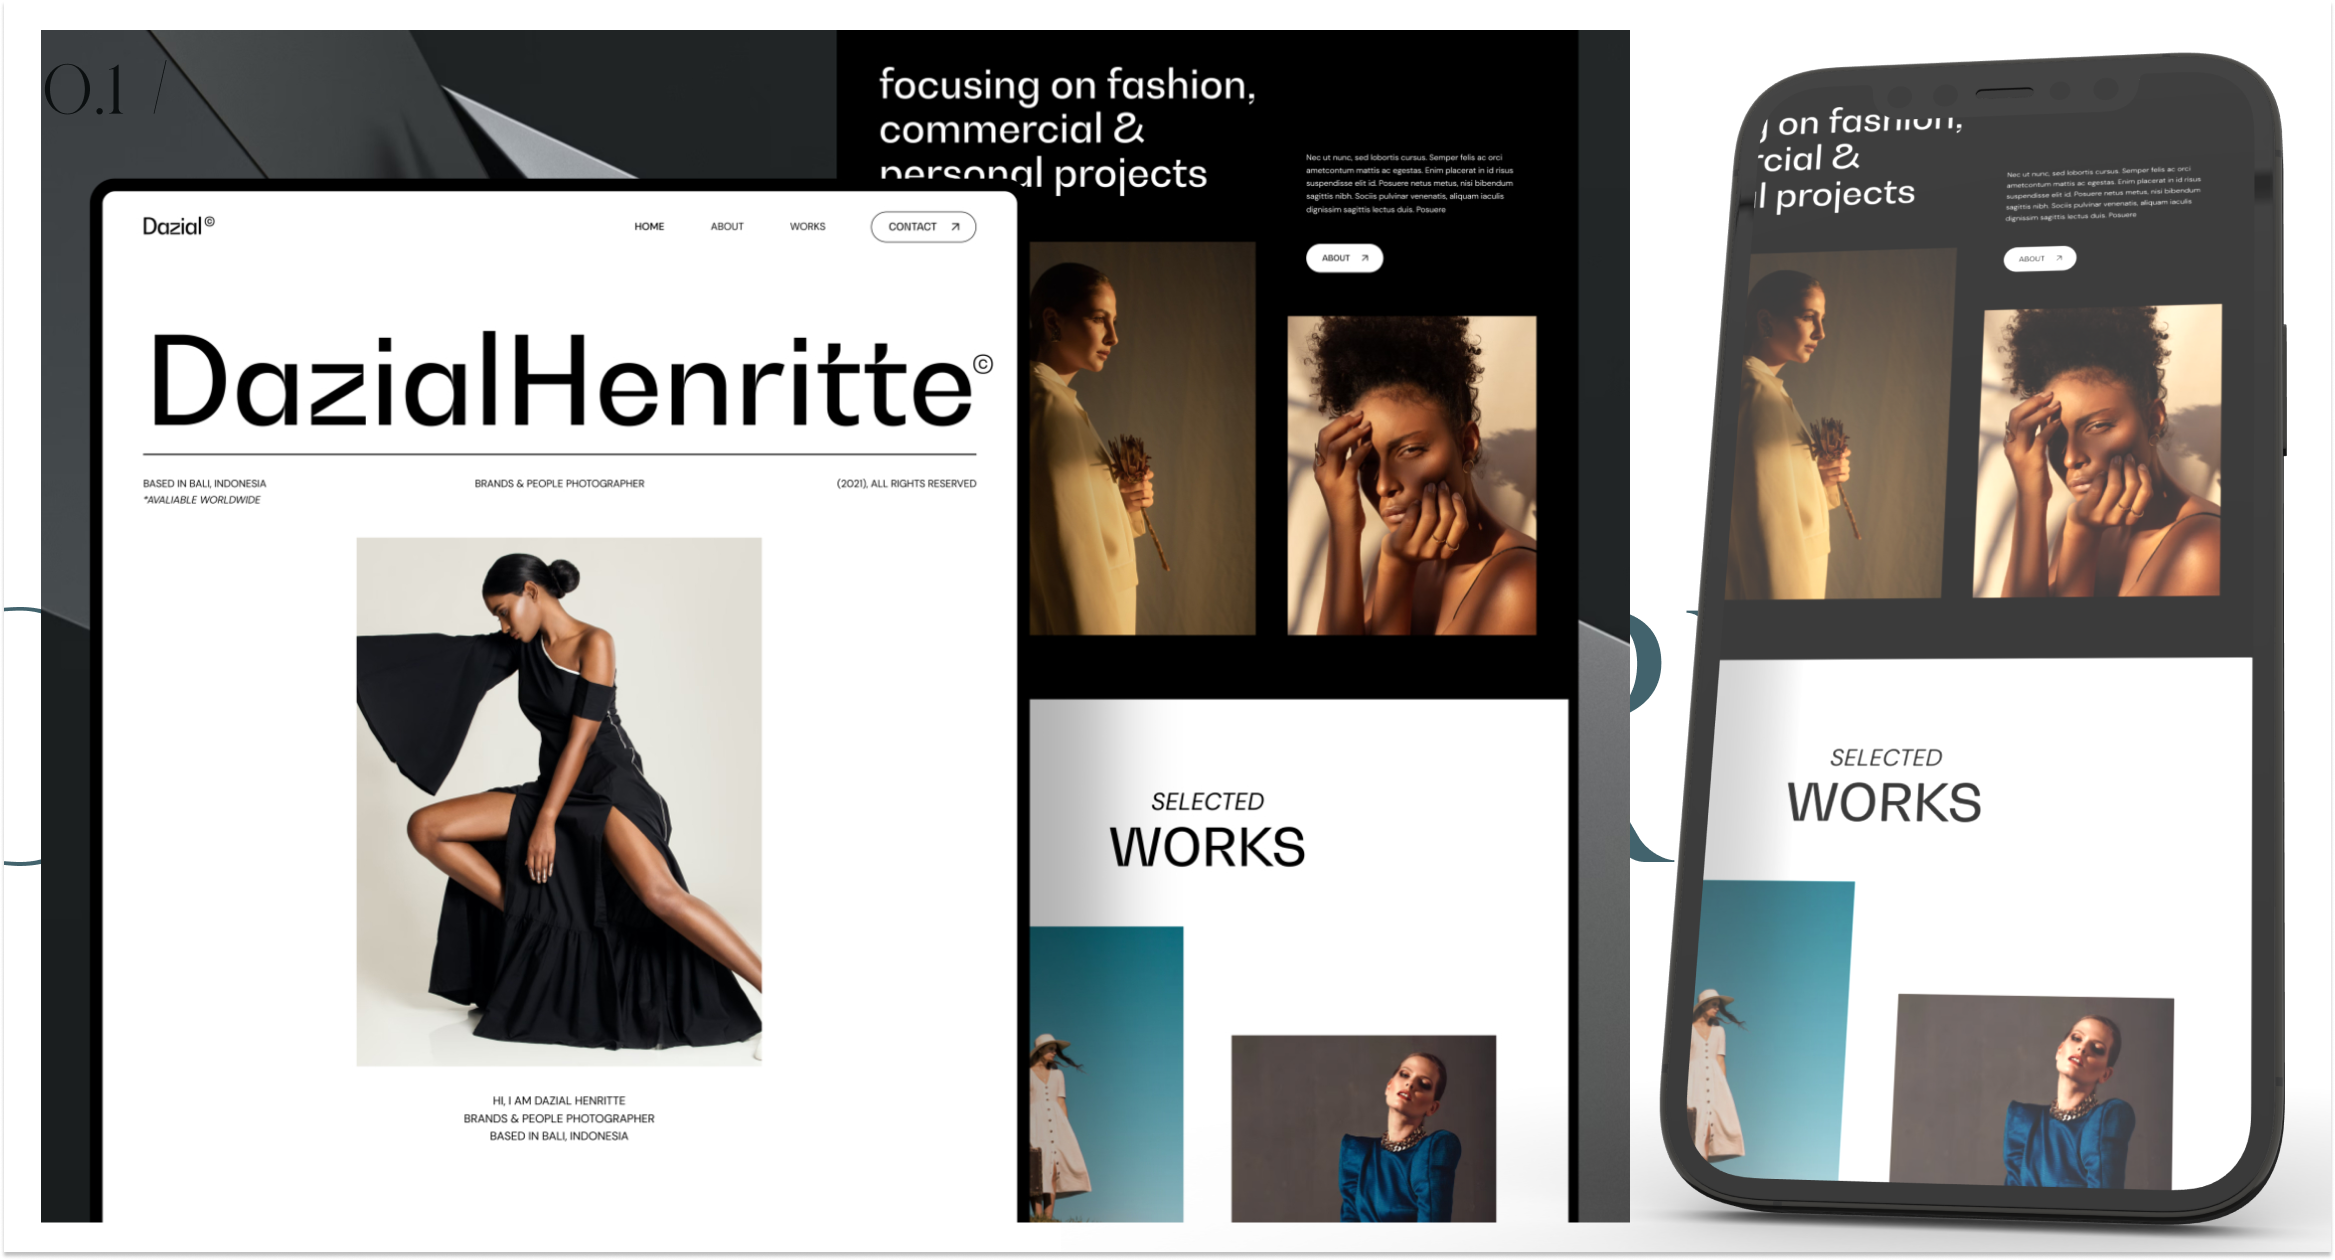 0.1 /
focusing on fashion,
commercial &
personal projects
Nec ut nunc, sed lobortis cursus. Semper felis ac orci
ametcontum mattis ac egestas. Enim placerat in id risus
suspendisse elit id. Posuere netus metus, nisi bibendum
sagittis nibh. Sociis pulvinar venenatis, aliquam iaculis
dignissim sagittis lectus duis. Posuere
ABOUT
Dazial©
HOME ABOUT WORKS CONTACT
DazialHenritte©
BASED IN BALI, INDONESIA
*AVALIABLE WORLDWIDE
BRANDS & PEOPLE PHOTOGRAPHER
(2021), ALL RIGHTS RESERVED
HI, I AM DAZIAL HENRITTE
BRANDS & PEOPLE PHOTOGRAPHER
BASED IN BALI, INDONESIA
SELECTED
WORKS
on fashion,
rcial &
l projects
Nec ut nunc, sed lobortis cursus. Semper felis ac orci
ametcontum mattis ac egestas. Enim placerat in id risus
suspendisse elit id. Posuere netus metus, nisi bibendum
sagittis nibh. Sociis pulvinar venenatis, aliquam iaculis
dignissim sagittis lectus duis. Posuere
ABOUT
SELECTED
WORKS